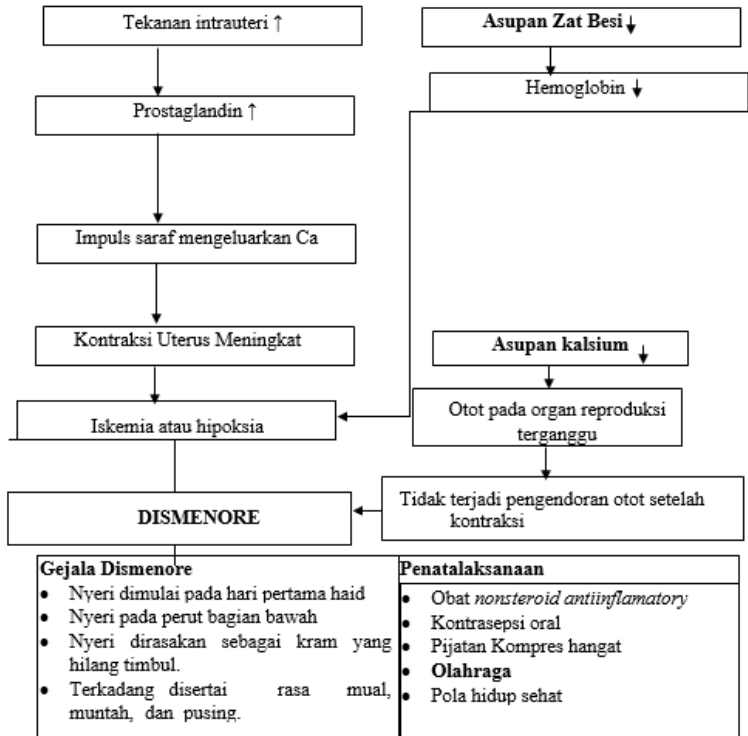 Tekanan intrauteri ↑
Prostaglandin ↑
Impuls saraf mengeluarkan Ca
Kontraksi Uterus Meningkat
Iskemia atau hipoksia
Asupan Zat Besi ↓
Hemoglobin ↓
Asupan kalsium ↓
Otot pada organ reproduksi
terganggu
Tidak terjadi pengendoran otot setelah
kontraksi
DISMENORE
Gejala Dismenore
• Nyeri dimulai pada hari pertama haid
• Nyeri pada perut bagian bawah
• Nyeri dirasakan sebagai kram yang
hilang timbul.
• Terkadang disertai rasa mual,
muntah, dan pusing.
Penatalaksanaan
• Obat nonsteroid antiinflamatory
• Kontrasepsi oral
• Pijatan Kompres hangat
• Olahraga
• Pola hidup sehat